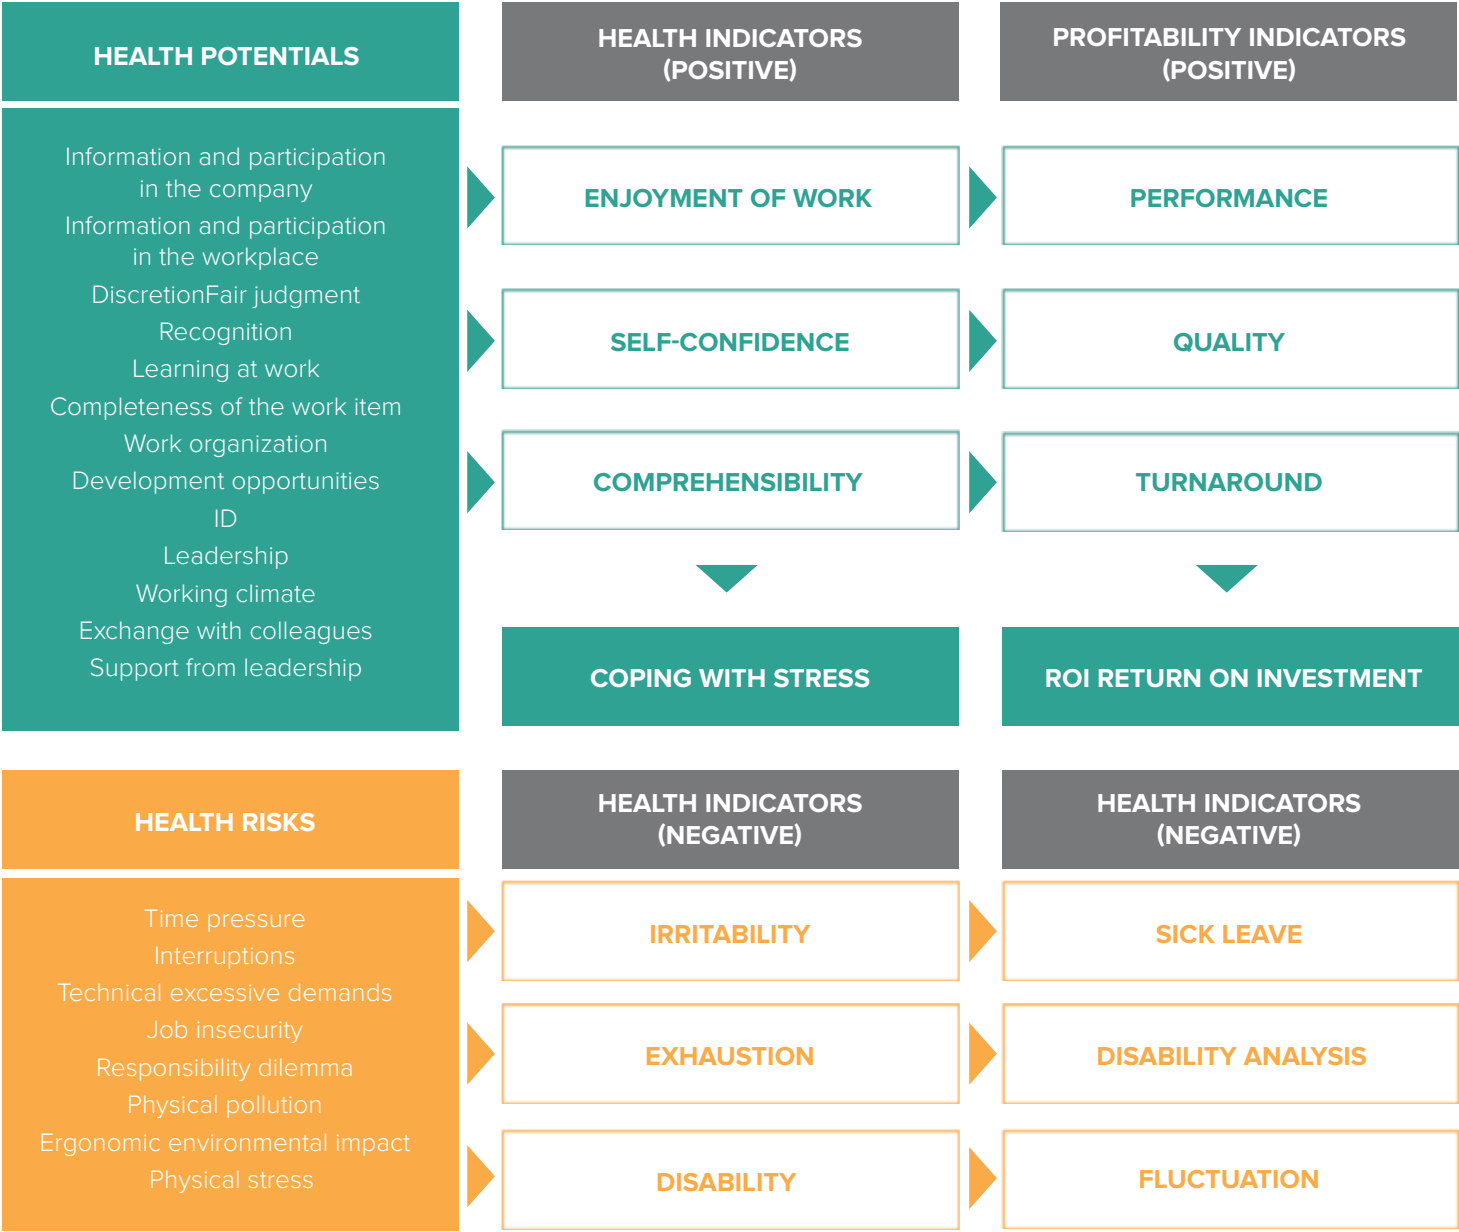 HEALTH POTENTIALS
Information and participation
in the company
Information and participation
in the workplace
DiscretionFair judgment
Recognition
Learning at work
Completeness of the work item
Work organization
Development opportunities
ID
Leadership
Working climate
Exchange with colleagues
Support from leadership
HEALTH INDICATORS
(POSITIVE)
ENJOYMENT OF WORK
SELF-CONFIDENCE
COMPREHENSIBILITY
COPING WITH STRESS
PROFITABILITY INDICATORS
(POSITIVE)
PERFORMANCE
QUALITY
TURNAROUND
ROI RETURN ON INVESTMENT
HEALTH RISKS
Time pressure
Interruptions
Technical excessive demands
Job insecurity
Responsibility dilemma
Physical pollution
Ergonomic environmental impact
Physical stress
HEALTH INDICATORS
(NEGATIVE)
IRRITABILITY
EXHAUSTION
DISABILITY
HEALTH INDICATORS
(NEGATIVE)
SICK LEAVE
DISABILITY ANALYSIS
FLUCTUATION